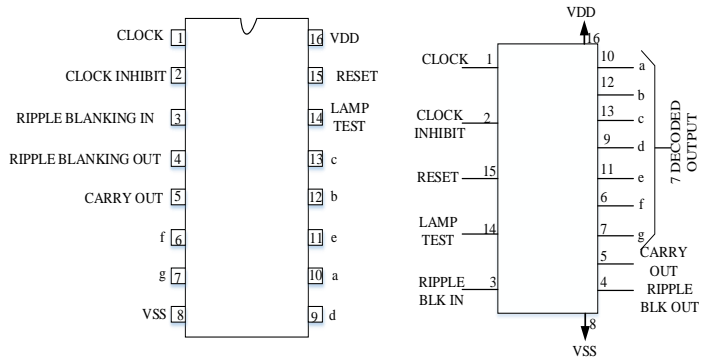 CLOCK 1
CLOCK INHIBIT 2
RIPPLE BLANKING IN 3
RIPPLE BLANKING OUT 4
CARRY OUT 5
f 6
g 7
VSS 8
16 VDD
15 RESET
14 LAMP
TEST
13 c
12 b
11 e
10 a
9 d
VDD
16
CLOCK 1
CLOCK
INHIBIT 2
RESET 15
LAMP
TEST 14
RIPPLE
BLK IN 3
10 a
12 b
13 c
9 d
11 e
6 f
7 g
7 DECODED
OUTPUT
5 CARRY
OUT
4 RIPPLE
BLK OUT
8
VSS